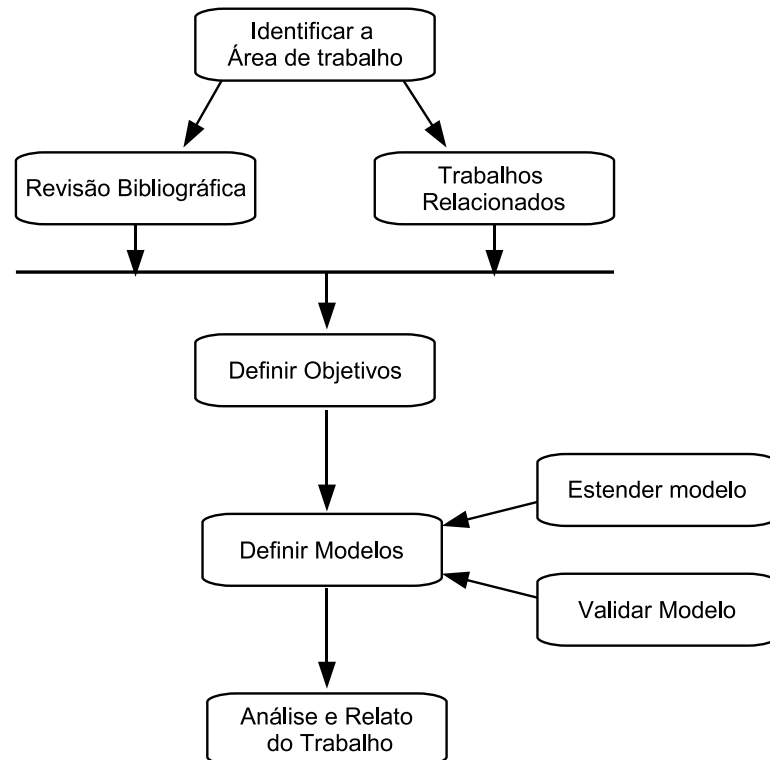 Identificar a
Área de trabalho
Revisão Bibliográfica
Trabalhos
Relacionados
Definir Objetivos
Estender modelo
Definir Modelos
Validar Modelo
Análise e Relato
do Trabalho